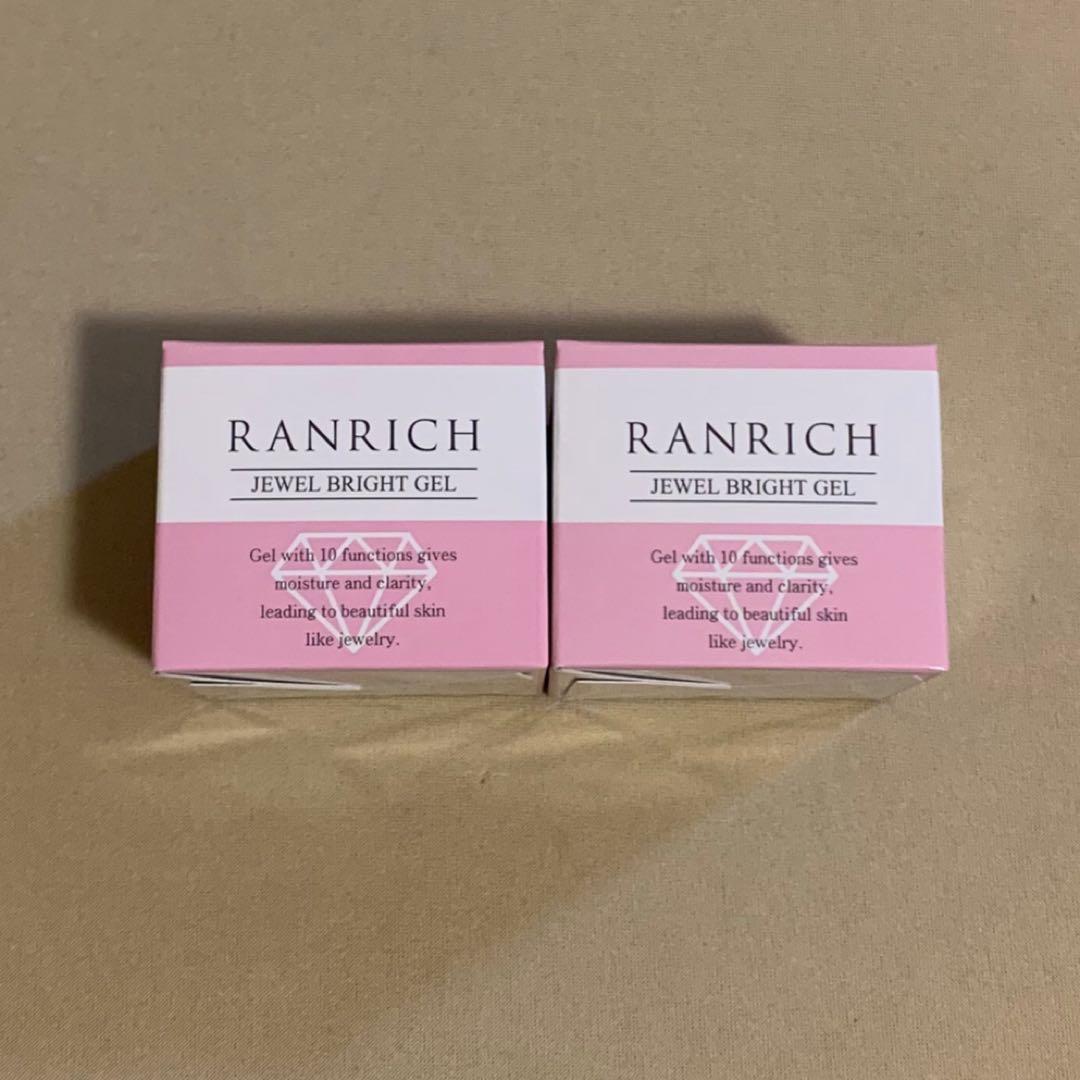 RANRICH
JEWEL BRIGHT GEL
Gel with 10 functions gives
moisture and clarity,
leading to beautiful skin
like jewelry.
RANRICH
JEWEL BRIGHT GEL
Gel with 10 functions gives
moisture and clarity,
leading to beautiful skin
like jewelry.